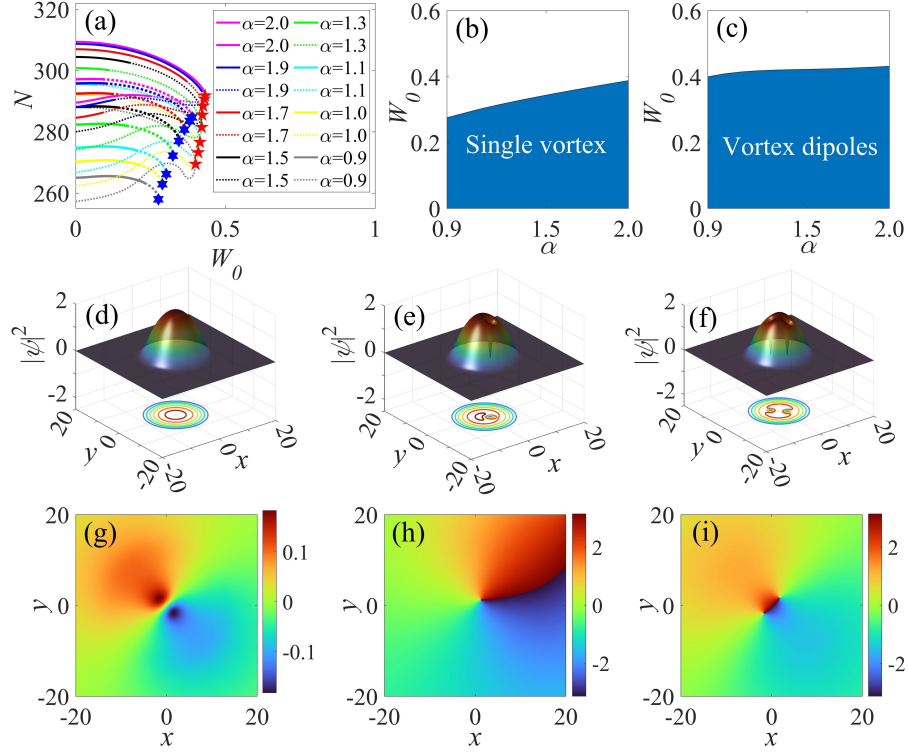 (a)
α=2.0 α=1.3
α=2.0 α=1.3
α=1.9 α=1.1
α=1.9 α=1.1
α=1.7 α=1.0
α=1.7 α=1.0
α=1.5 α=0.9
α=1.5 α=0.9
N
320
300
280
260
0 0.5 1
W₀
(b)
W₀
0.6
0.4
0.2
0
Single vortex
0.9 1.5 2.0
α
(c)
W₀
0.6
0.4
0.2
0
Vortex dipoles
0.9 1.5 2.0
α
(d)
|ψ|²
2
0
-2
20
0
-20
y
-20
0
20
x
(e)
|ψ|²
2
0
-2
20
0
-20
y
-20
0
20
x
(f)
|ψ|²
2
0
-2
20
0
-20
y
-20
0
20
x
(g)
y
20
0
-20
-20 0 20
x
0.1
0
-0.1
(h)
y
20
0
-20
-20 0 20
x
2
0
-2
(i)
y
20
0
-20
-20 0 20
x
2
0
-2